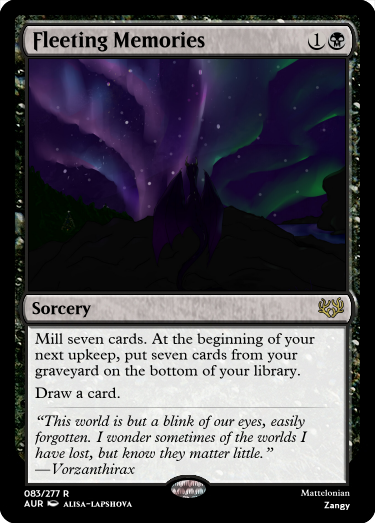 Fleeting Memories 1
Sorcery
Mill seven cards. At the beginning of your
next upkeep, put seven cards from your
graveyard on the bottom of your library.
Draw a card.
“This world is but a blink of our eyes, easily
forgotten. I wonder sometimes of the worlds I
have lost, but know they matter little.”
—Vorzanthirax
083/277 R
Mattelonian
AUR ALISA-LAPSHOVA
Zangy